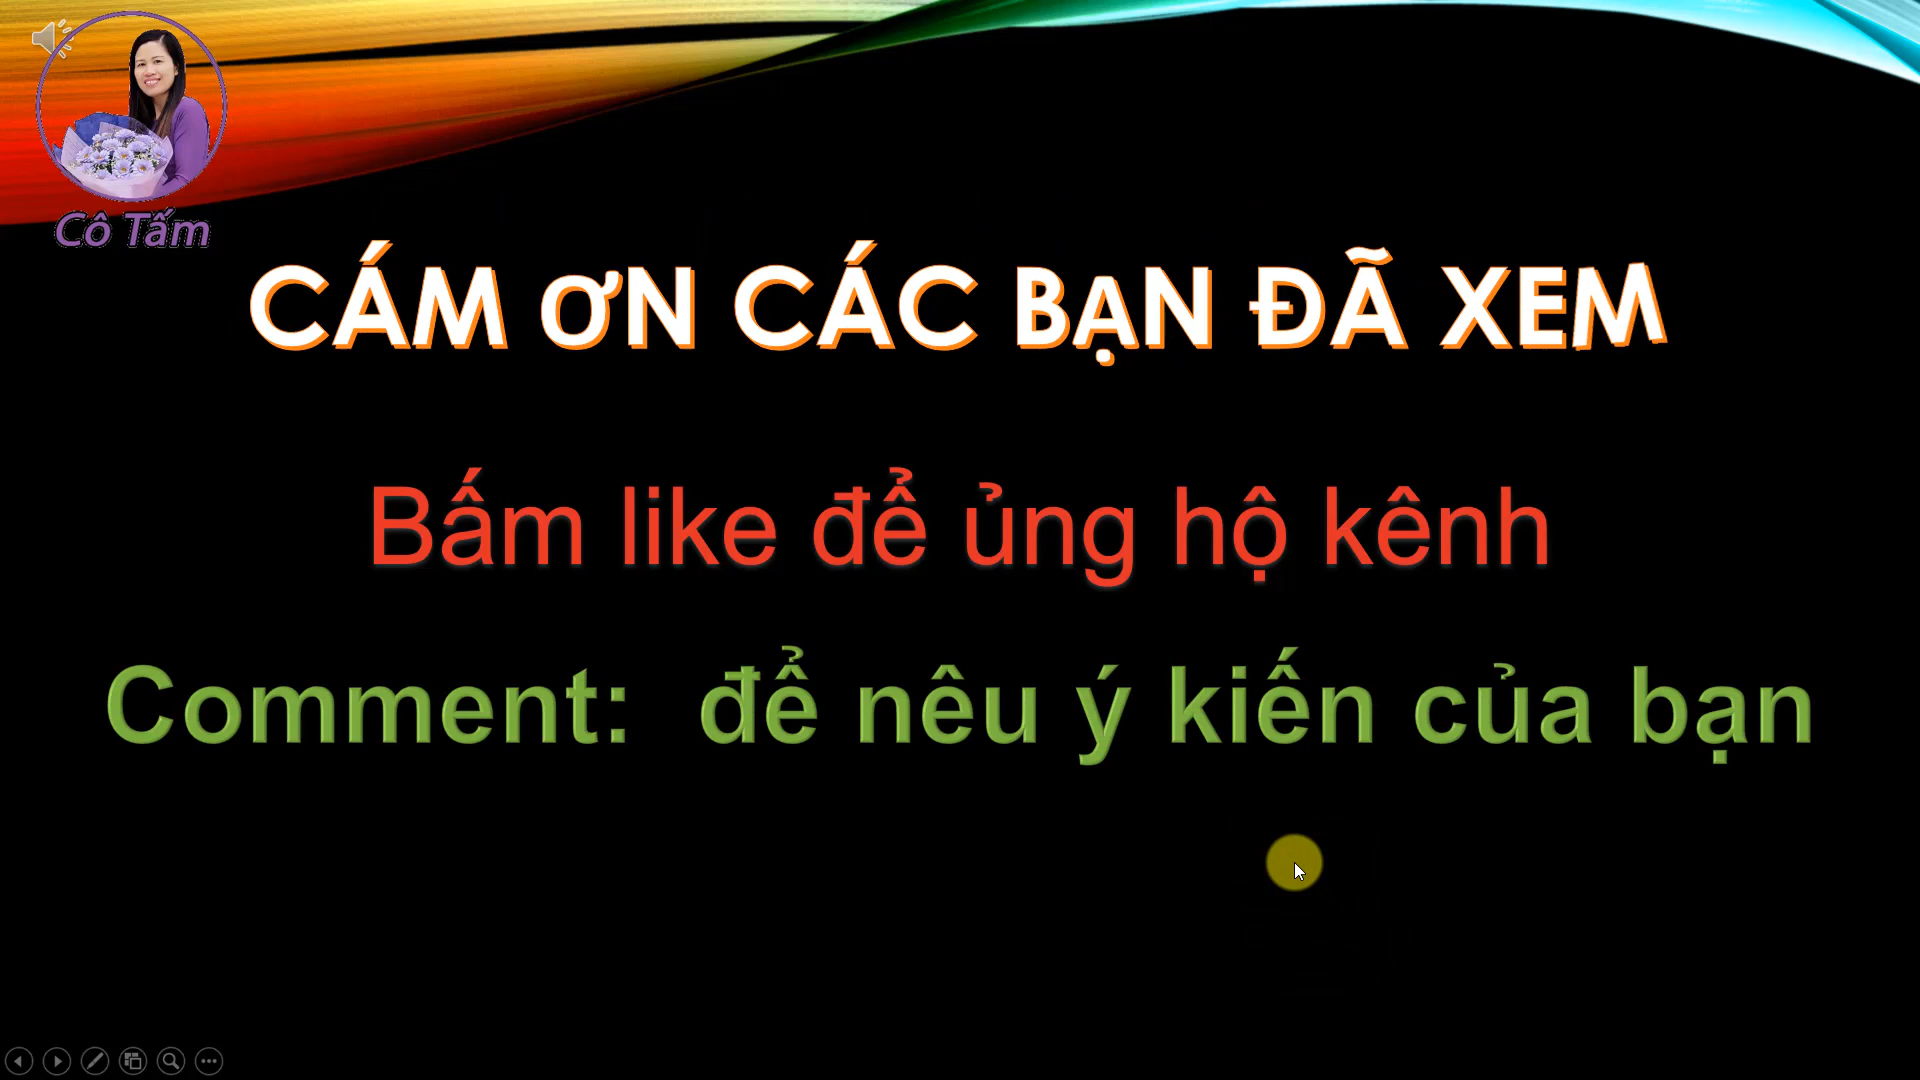 Cô Tấm
CÁM ƠN CÁC BẠN ĐÃ XEM
Bấm like để ủng hộ kênh
Comment: để nêu ý kiến của bạn